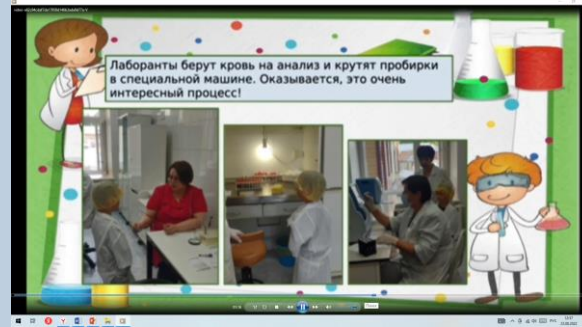 Лаборанты берут кровь на анализ и крутят пробирки
в специальной машине. Оказывается, это очень
интересный процесс!